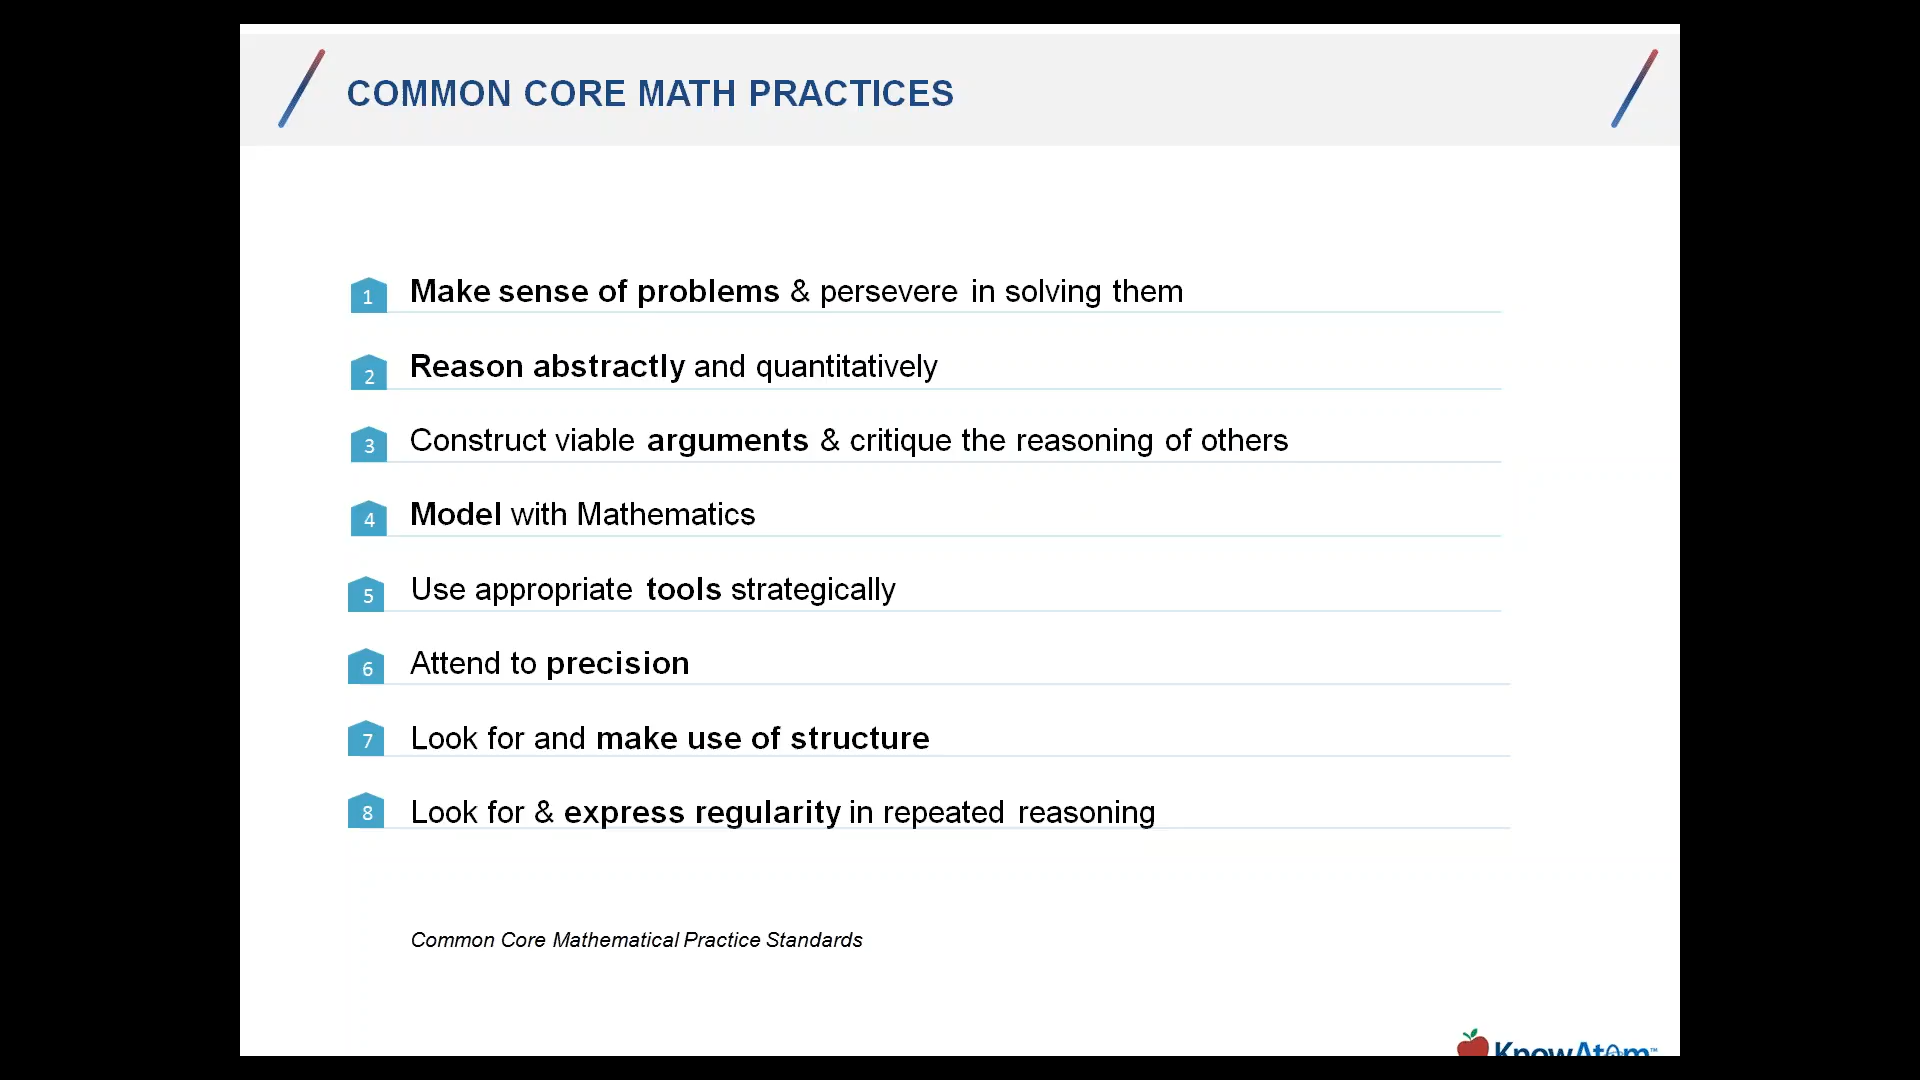 COMMON CORE MATH PRACTICES
1 Make sense of problems & persevere in solving them
2 Reason abstractly and quantitatively
3 Construct viable arguments & critique the reasoning of others
4 Model with Mathematics
5 Use appropriate tools strategically
6 Attend to precision
7 Look for and make use of structure
8 Look for & express regularity in repeated reasoning
Common Core Mathematical Practice Standards
KnowAtom™